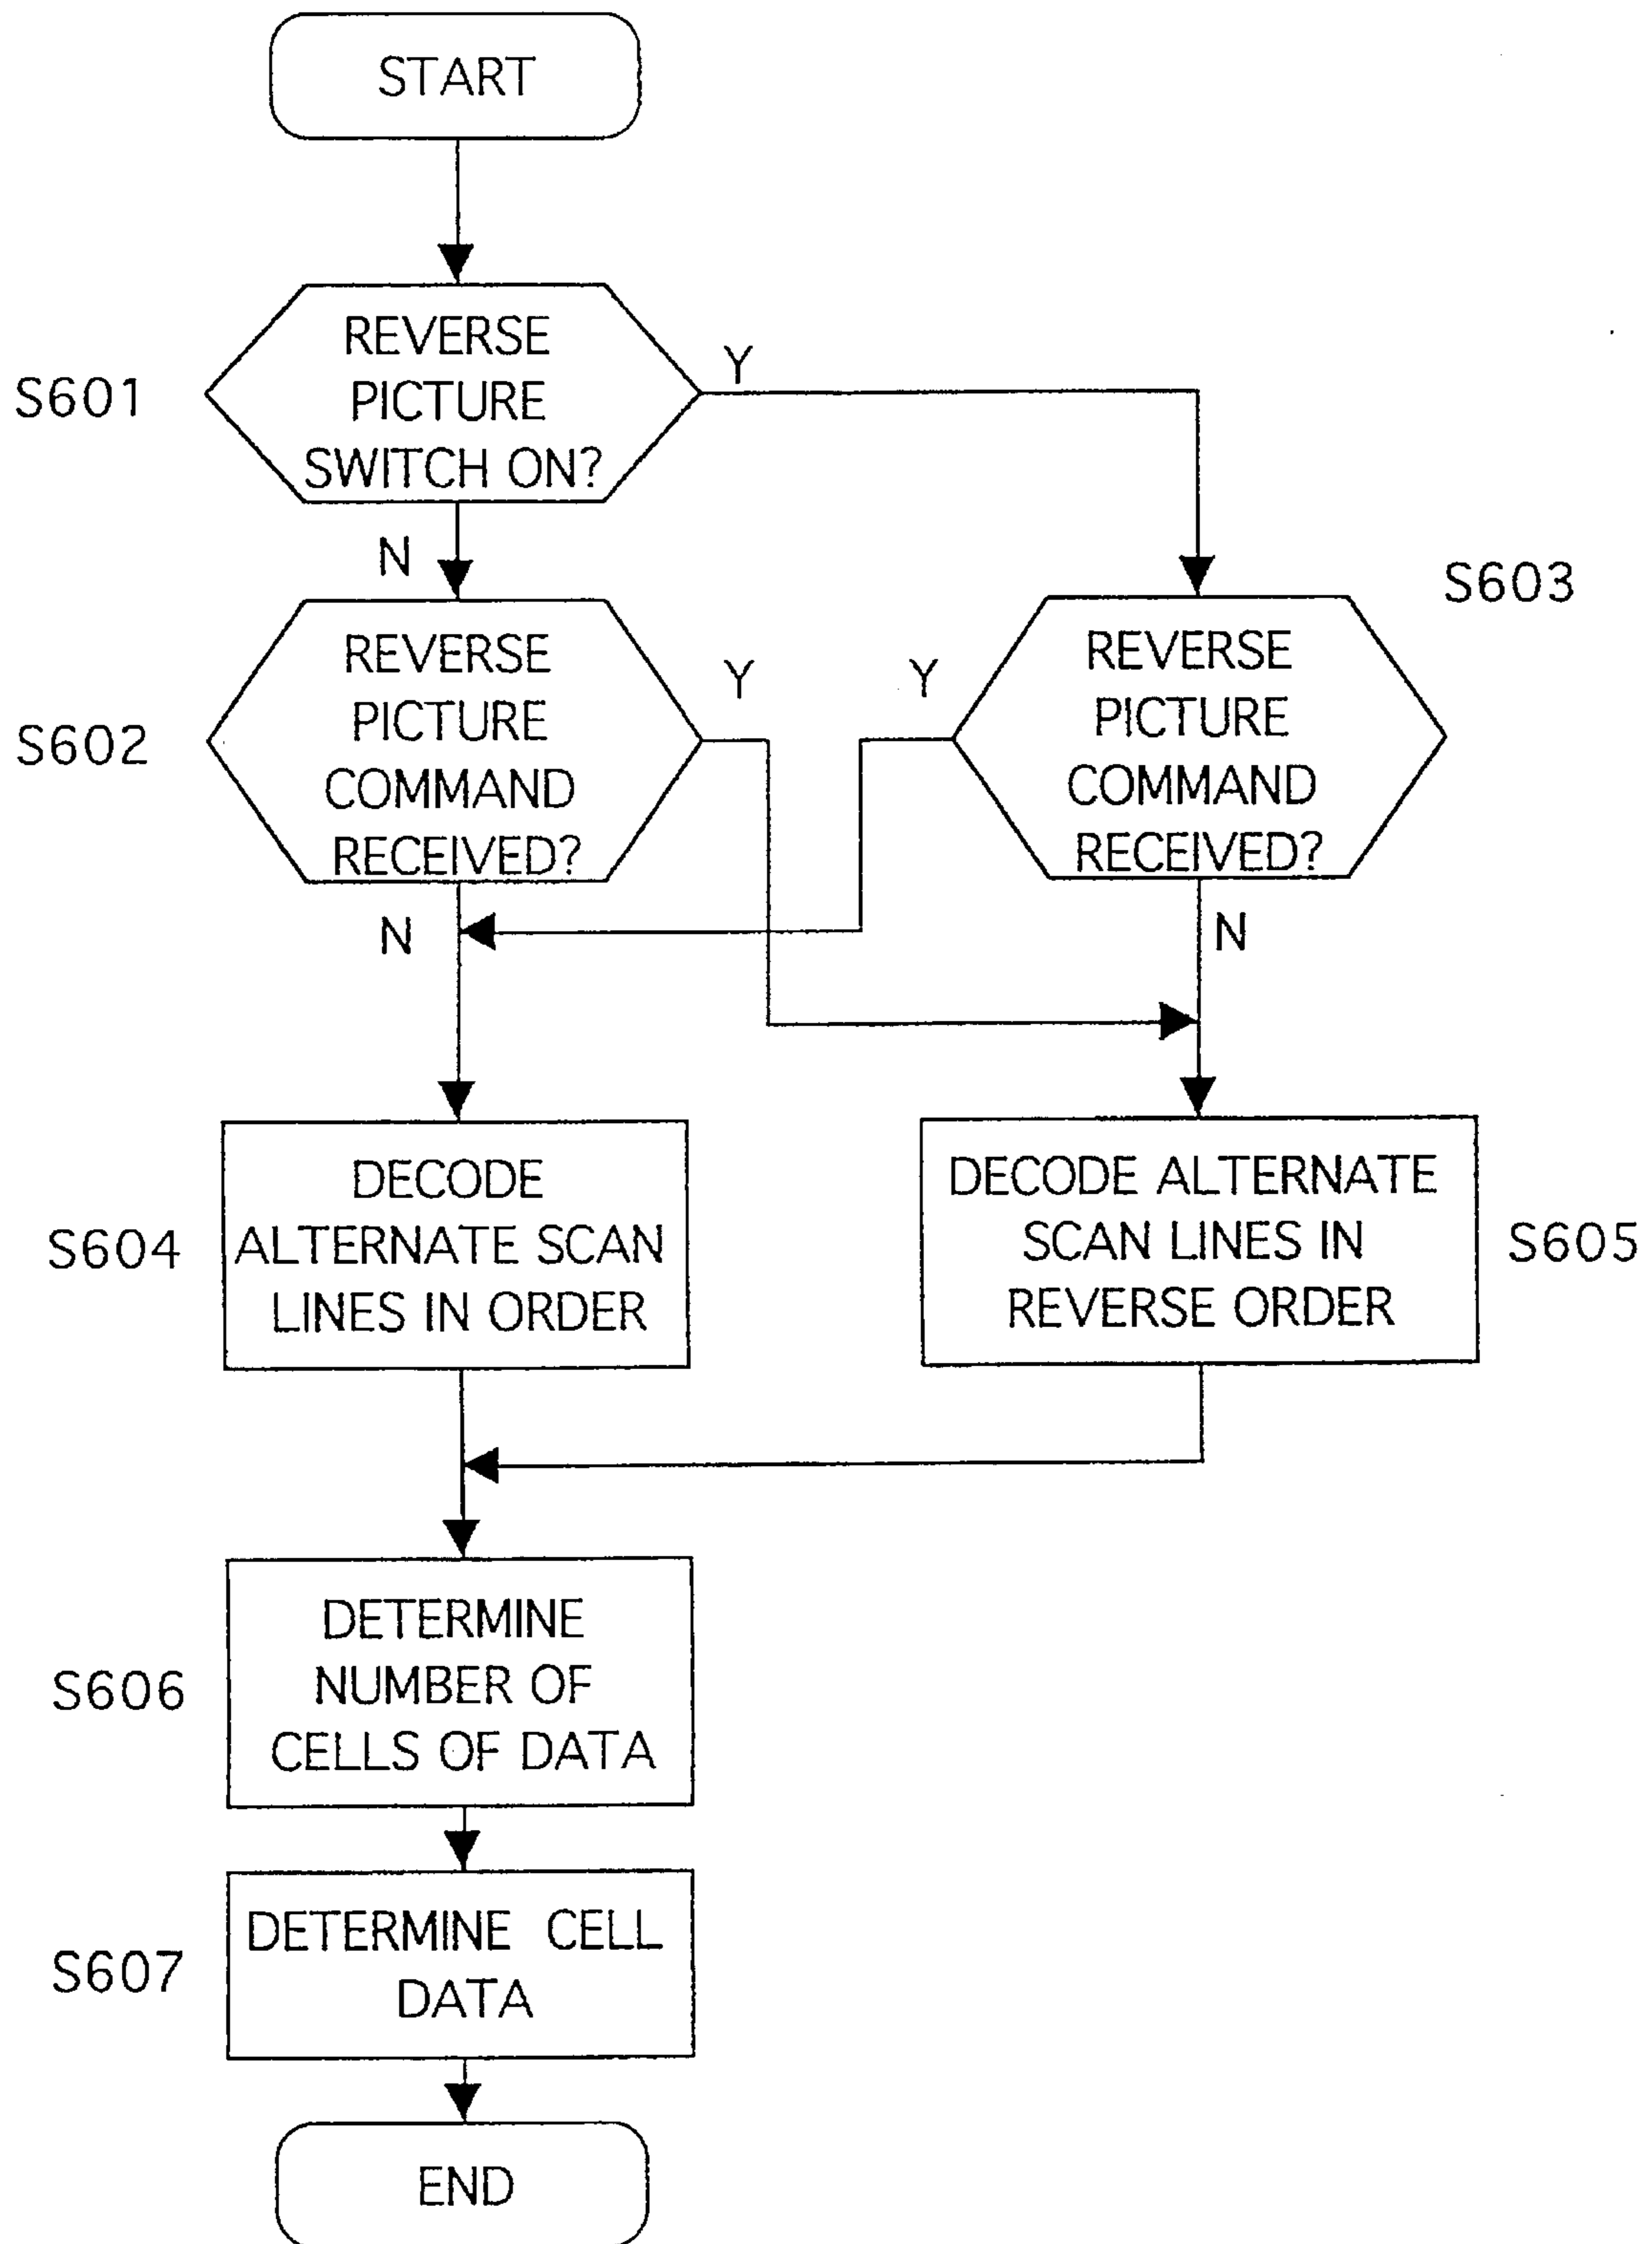 START
REVERSE
PICTURE
SWITCH ON?
S601
Y
N
REVERSE
PICTURE
COMMAND
RECEIVED?
S602
Y
N
REVERSE
PICTURE
COMMAND
RECEIVED?
S603
Y
N
DECODE
ALTERNATE SCAN
LINES IN ORDER
S604
DECODE ALTERNATE
SCAN LINES IN
REVERSE ORDER
S605
DETERMINE
NUMBER OF
CELLS OF DATA
S606
DETERMINE CELL
DATA
S607
END